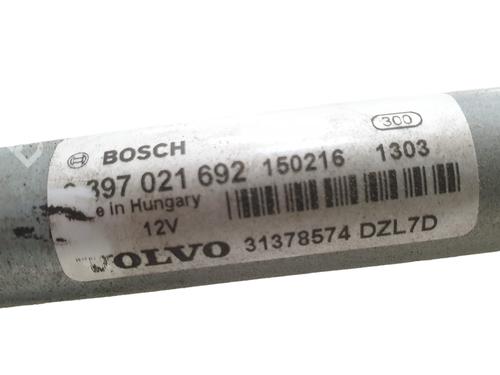 300
BOSCH
397 021 692 150216 1303
in Hungary
12V
VOLVO 31378574 DZL7D